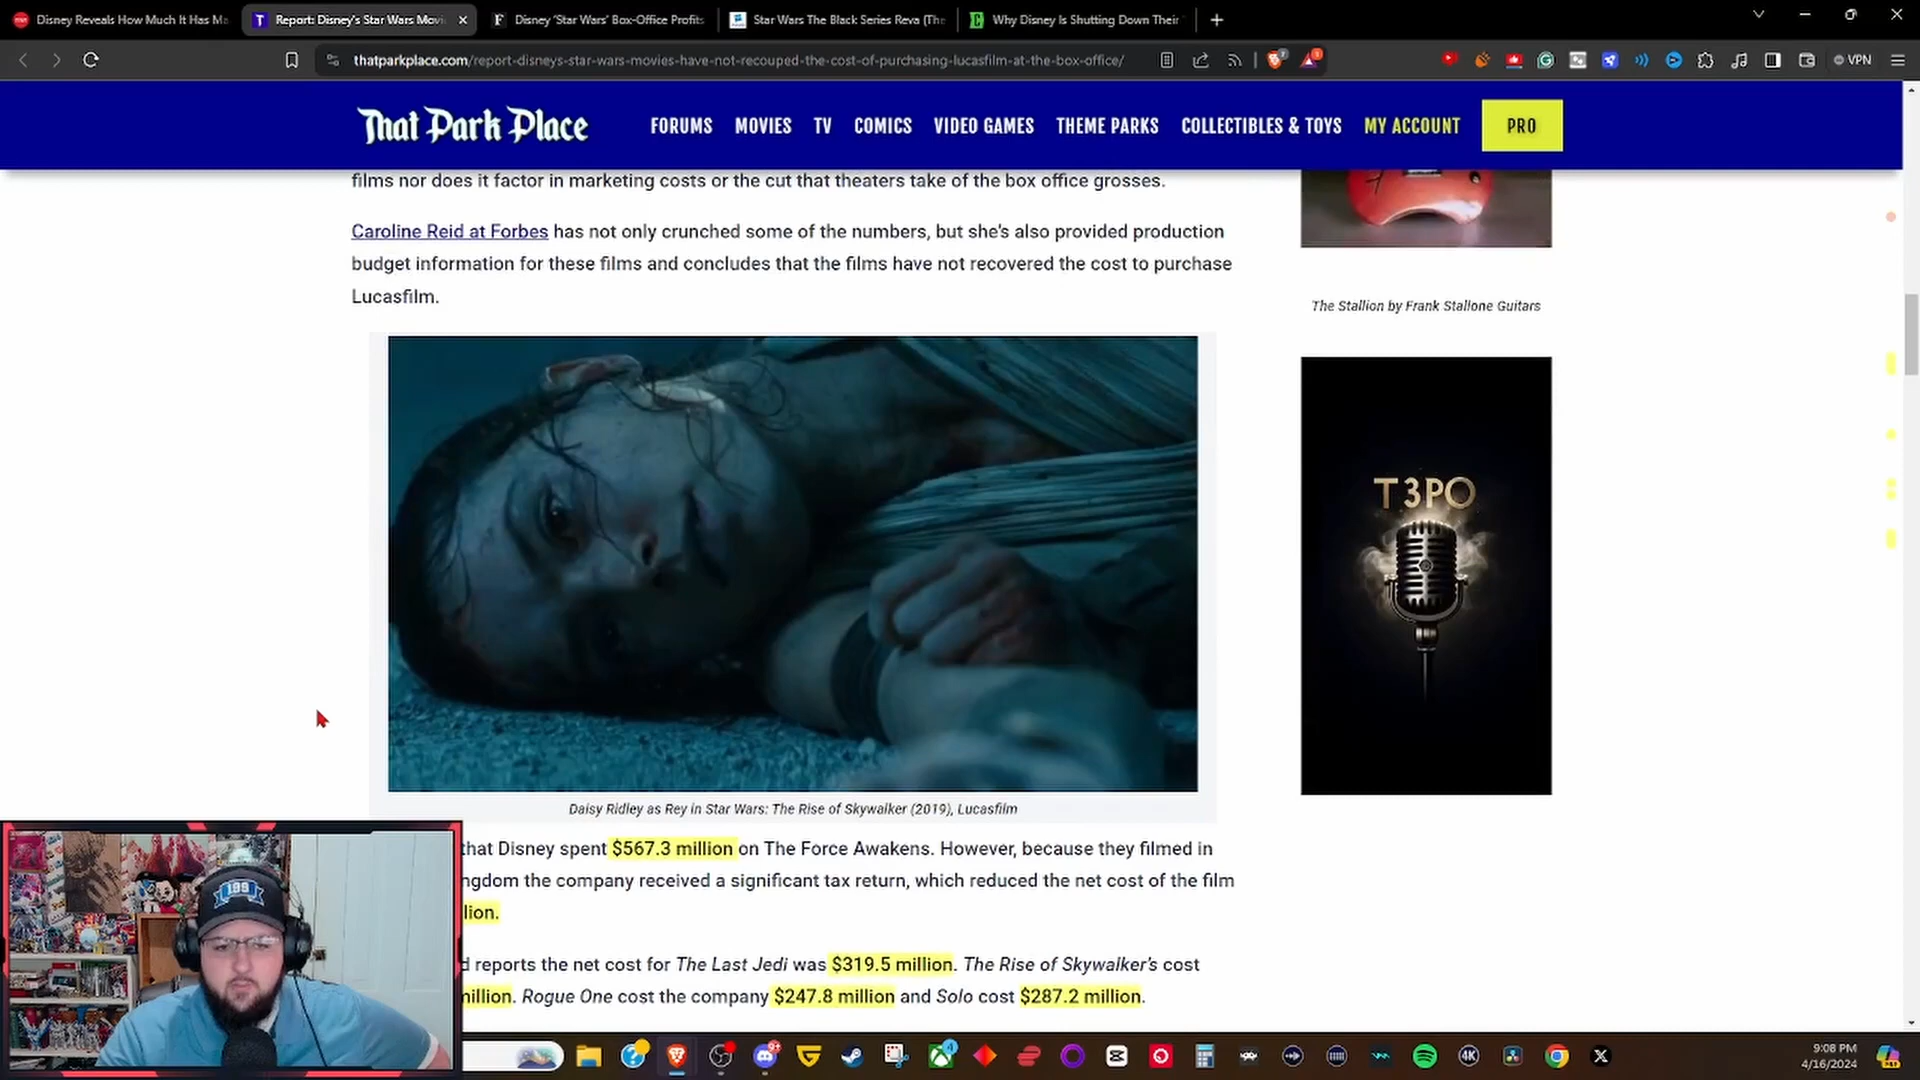 Disney Reveals How Much It Has Ma
Report: Disney's Star Wars Movi
Disney 'Star Wars' Box-Office Profits
Star Wars The Black Series Reva (The
Why Disney Is Shutting Down Their
thatparkplace.com/report-disneys-star-wars-movies-have-not-recouped-the-cost-of-purchasing-lucasfilm-at-the-box-office/
VPN
That Park Place
FORUMS MOVIES TV COMICS VIDEO GAMES THEME PARKS COLLECTIBLES & TOYS MY ACCOUNT PRO
films nor does it factor in marketing costs or the cut that theaters take of the box office grosses.
Caroline Reid at Forbes has not only crunched some of the numbers, but she's also provided production
budget information for these films and concludes that the films have not recovered the cost to purchase
Lucasfilm.
The Stallion by Frank Stallone Guitars
T3PO
Daisy Ridley as Rey in Star Wars: The Rise of Skywalker (2019), Lucasfilm
that Disney spent $567.3 million on The Force Awakens. However, because they filmed in
ngdom the company received a significant tax return, which reduced the net cost of the film
lion.
d reports the net cost for The Last Jedi was $319.5 million. The Rise of Skywalker's cost
million. Rogue One cost the company $247.8 million and Solo cost $287.2 million.
199
4K
9:08 PM
4/16/2024